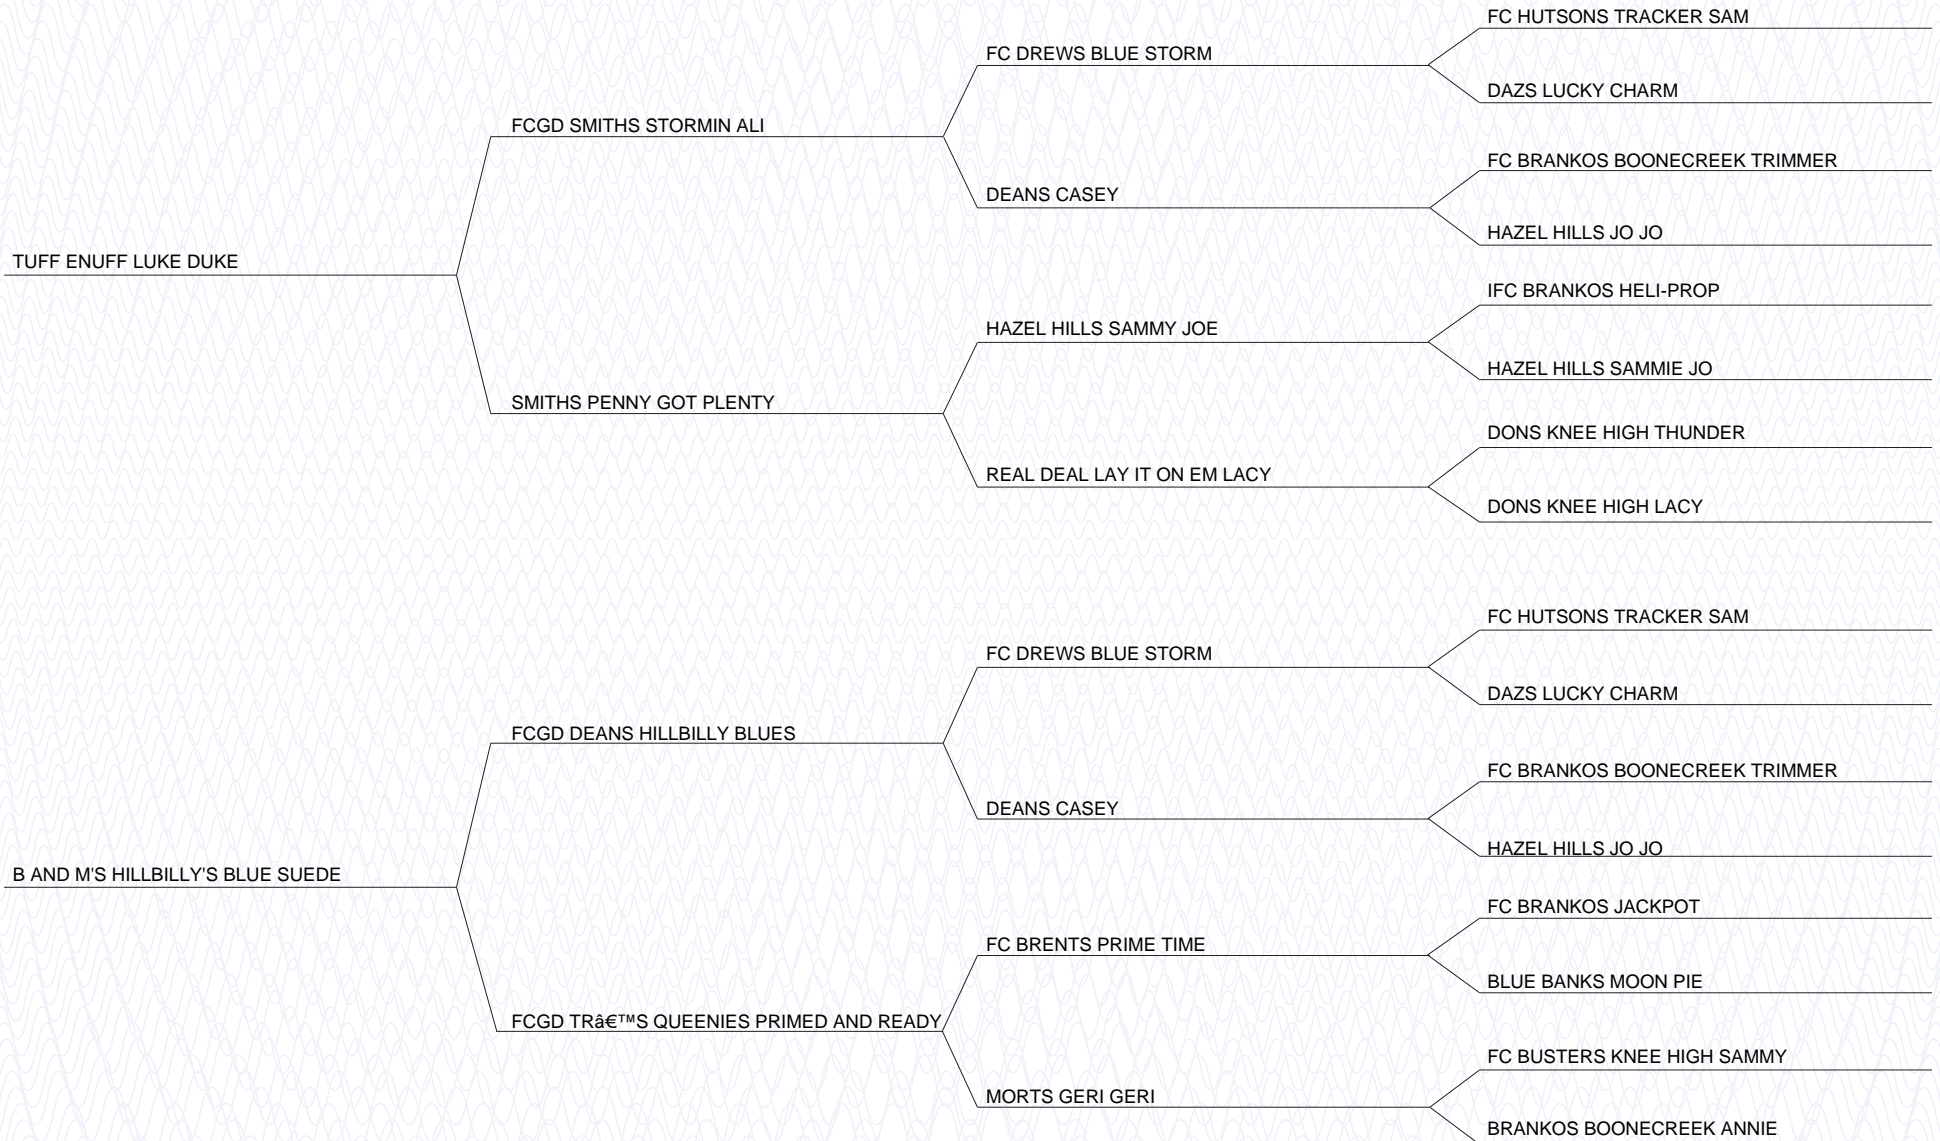 FC HUTSONS TRACKER SAM
FC DREWS BLUE STORM
DAZS LUCKY CHARM
FCGD SMITHS STORMIN ALI
FC BRANKOS BOONECREEK TRIMMER
DEANS CASEY
HAZEL HILLS JO JO
TUFF ENUFF LUKE DUKE
IFC BRANKOS HELI-PROP
HAZEL HILLS SAMMY JOE
HAZEL HILLS SAMMIE JO
SMITHS PENNY GOT PLENTY
DONS KNEE HIGH THUNDER
REAL DEAL LAY IT ON EM LACY
DONS KNEE HIGH LACY
FC HUTSONS TRACKER SAM
FC DREWS BLUE STORM
DAZS LUCKY CHARM
FCGD DEANS HILLBILLY BLUES
FC BRANKOS BOONECREEK TRIMMER
DEANS CASEY
HAZEL HILLS JO JO
B AND M'S HILLBILLY'S BLUE SUEDE
FC BRANKOS JACKPOT
FC BRENTS PRIME TIME
BLUE BANKS MOON PIE
FCGD TRâ€™S QUEENIES PRIMED AND READY
FC BUSTERS KNEE HIGH SAMMY
MORTS GERI GERI
BRANKOS BOONECREEK ANNIE